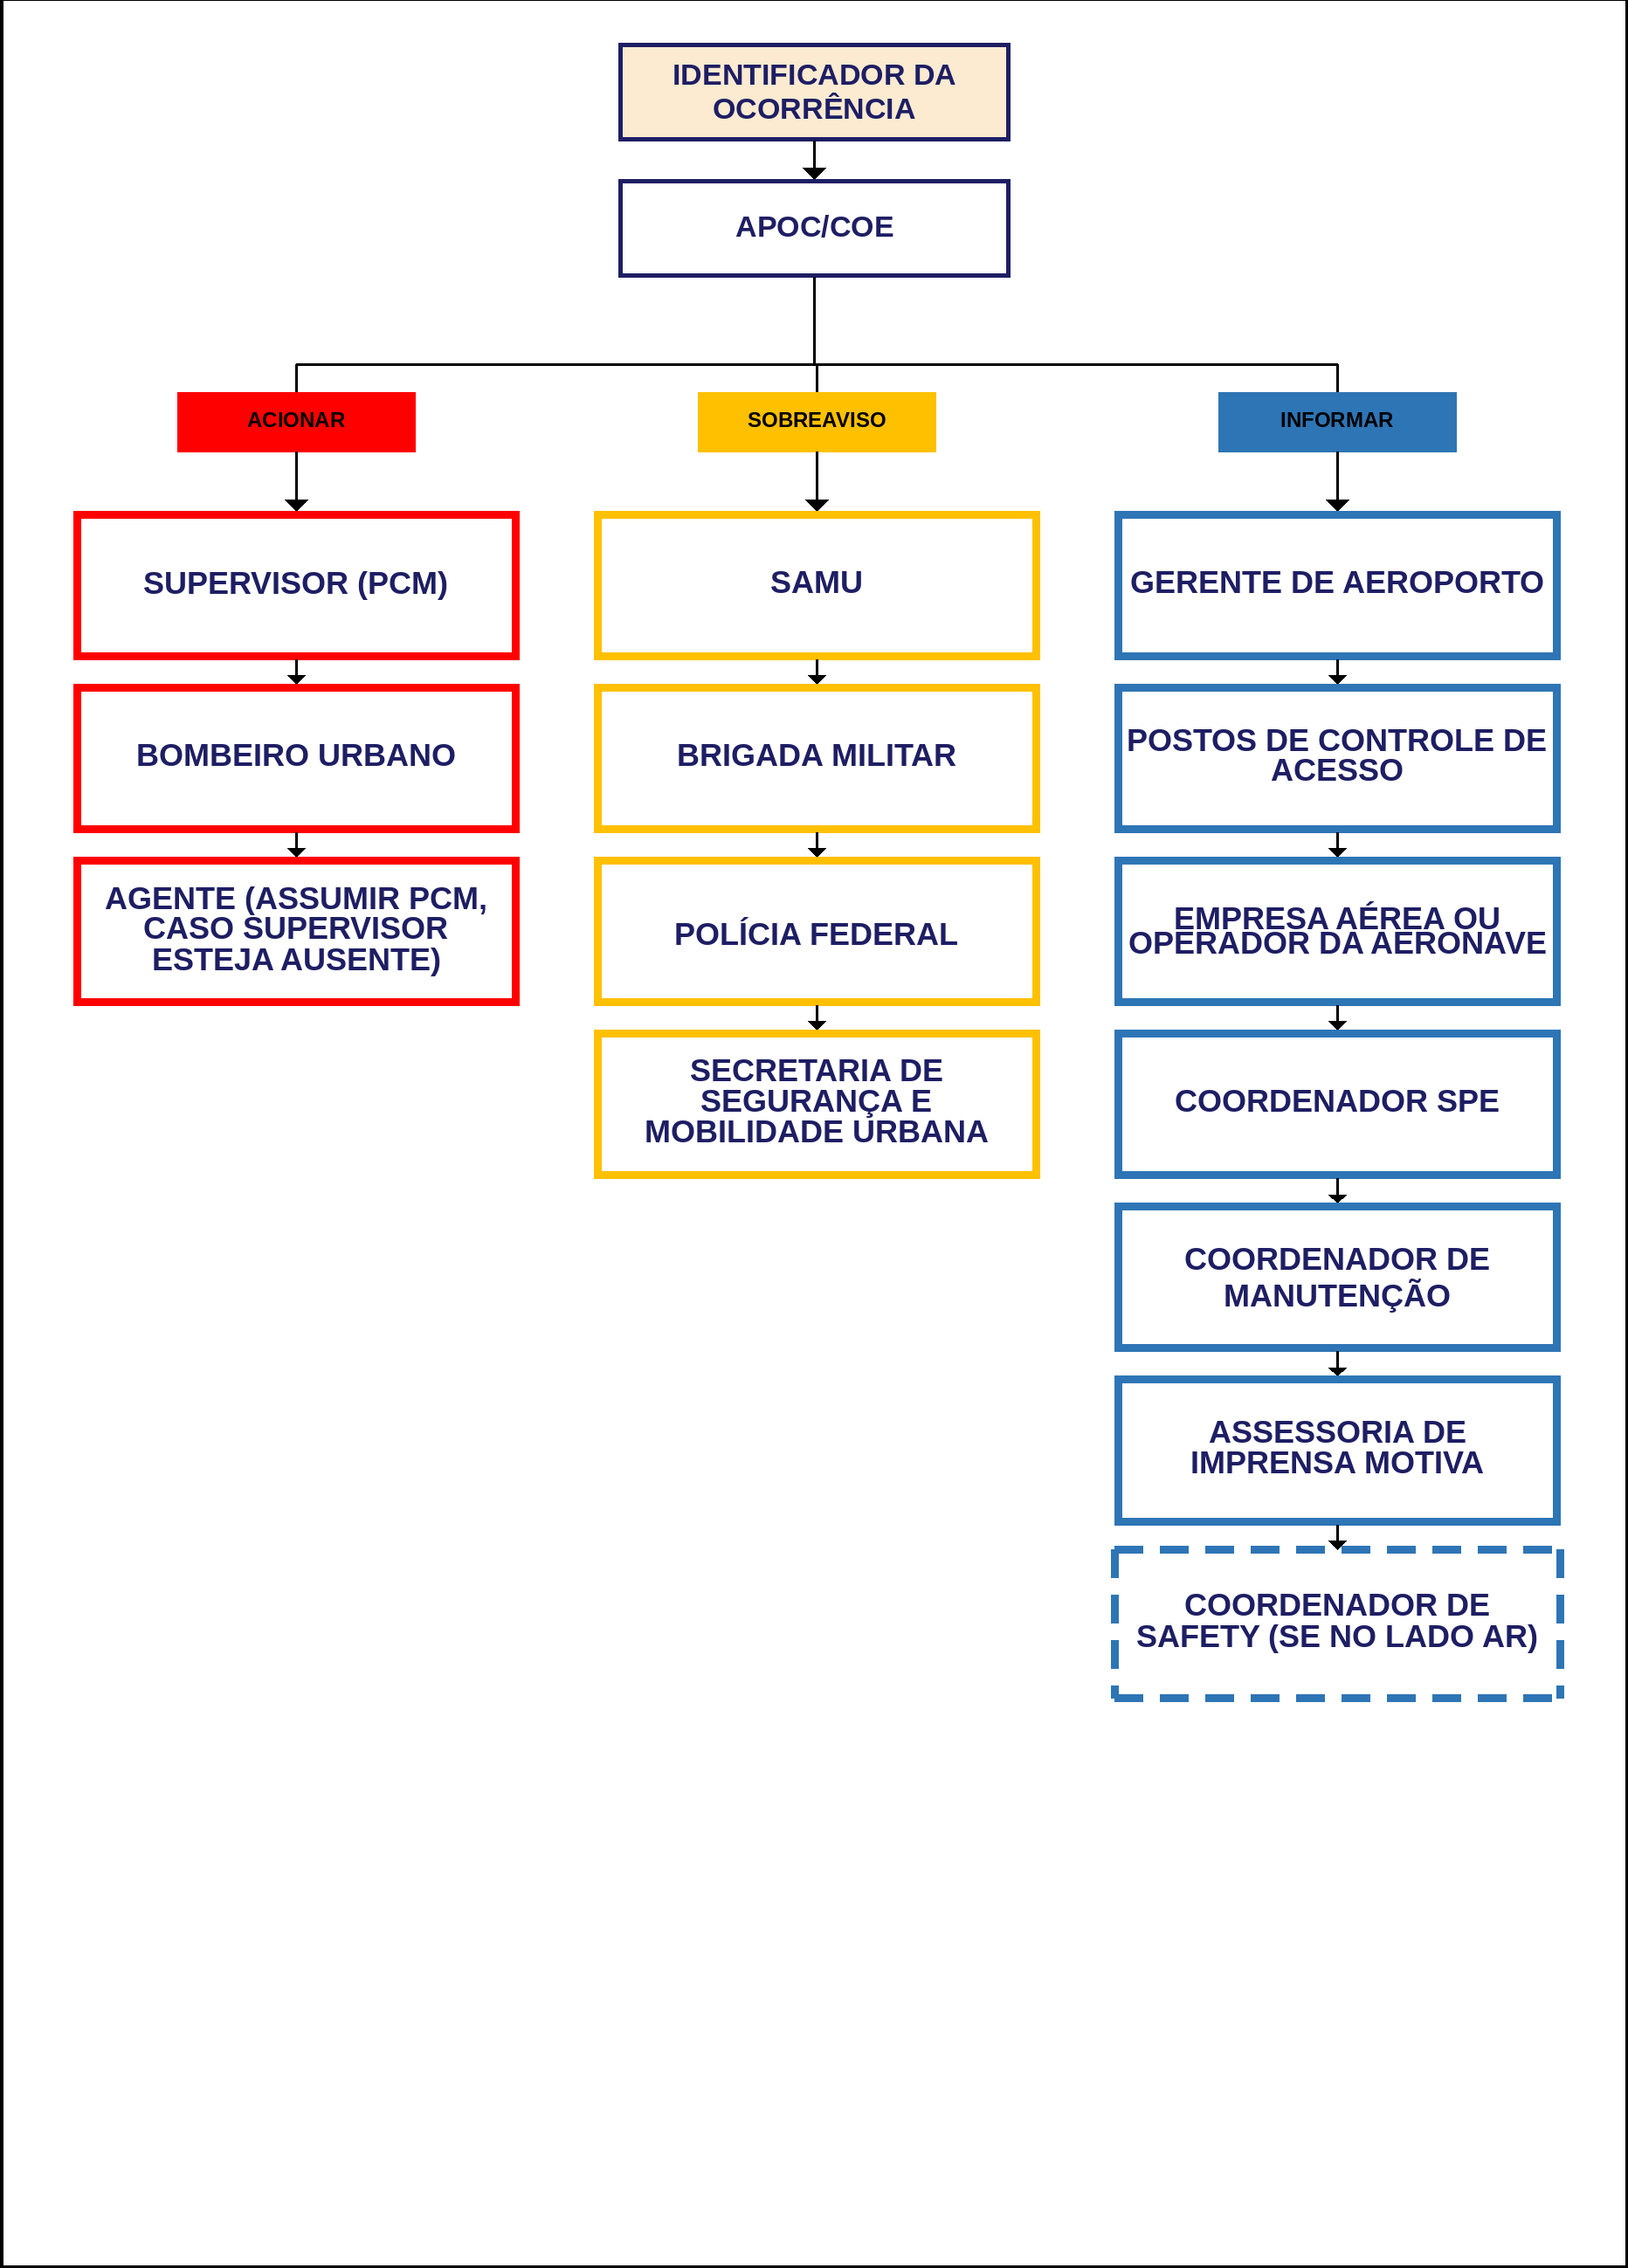 IDENTIFICADOR DA
OCORRÊNCIA
APOC/COE
ACIONAR
SOBREAVISO
INFORMAR
SUPERVISOR (PCM)
BOMBEIRO URBANO
AGENTE (ASSUMIR PCM,
CASO SUPERVISOR
ESTEJA AUSENTE)
SAMU
BRIGADA MILITAR
POLÍCIA FEDERAL
SECRETARIA DE
SEGURANÇA E
MOBILIDADE URBANA
GERENTE DE AEROPORTO
POSTOS DE CONTROLE DE
ACESSO
EMPRESA AÉREA OU
OPERADOR DA AERONAVE
COORDENADOR SPE
COORDENADOR DE
MANUTENÇÃO
ASSESSORIA DE
IMPRENSA MOTIVA
COORDENADOR DE
SAFETY (SE NO LADO AR)